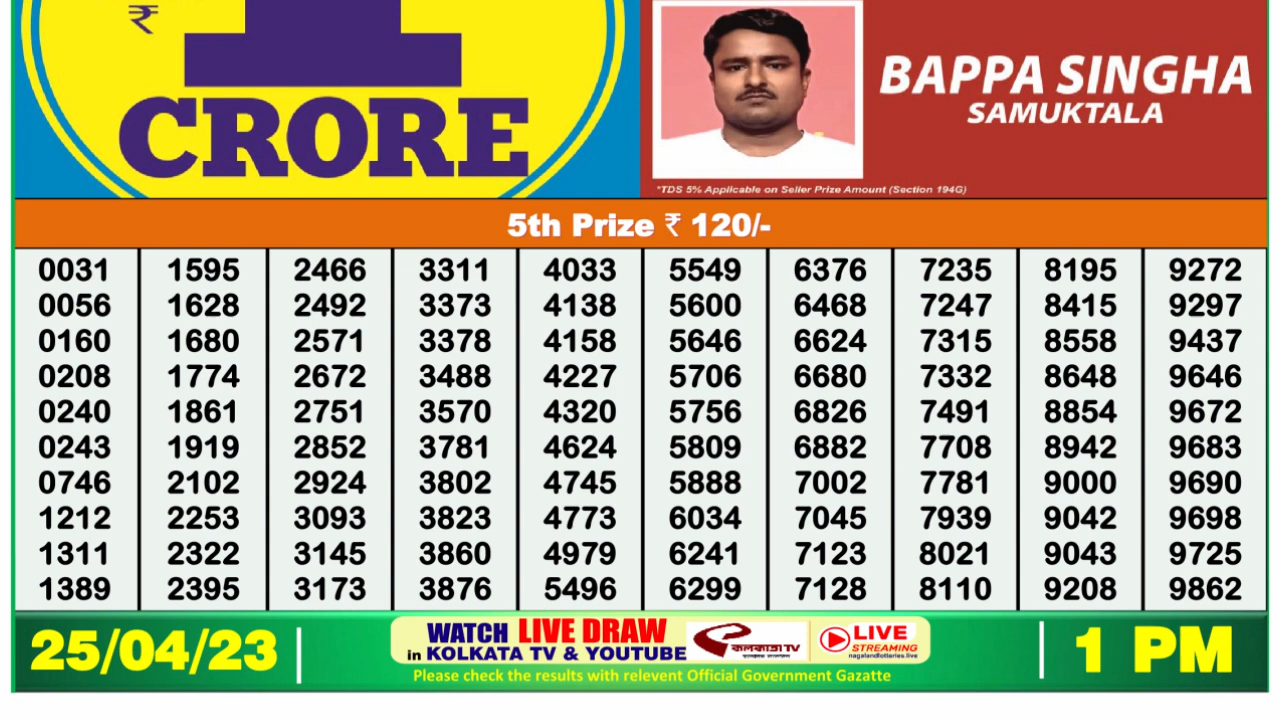 ₹
CRORE
BAPPA SINGHA
SAMUKTALA
*TDS 5% Applicable on Seller Prize Amount (Section 194G)
5th Prize ₹ 120/-
0031 1595 2466 3311 4033 5549 6376 7235 8195 9272
0056 1628 2492 3373 4138 5600 6468 7247 8415 9297
0160 1680 2571 3378 4158 5646 6624 7315 8558 9437
0208 1774 2672 3488 4227 5706 6680 7332 8648 9646
0240 1861 2751 3570 4320 5756 6826 7491 8854 9672
0243 1919 2852 3781 4624 5809 6882 7708 8942 9683
0746 2102 2924 3802 4745 5888 7002 7781 9000 9690
1212 2253 3093 3823 4773 6034 7045 7939 9042 9698
1311 2322 3145 3860 4979 6241 7123 8021 9043 9725
1389 2395 3173 3876 5496 6299 7128 8110 9208 9862
25/04/23
WATCH LIVE DRAW
in KOLKATA TV & YOUTUBE
কলকাতা TV
LIVE
STREAMING
nagalandlotteries.live
Please check the results with relevent Official Government Gazatte
1 PM